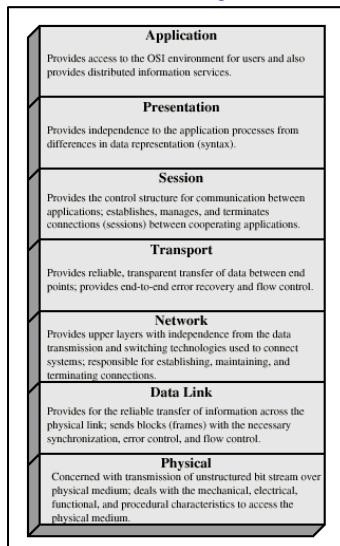 Application
Provides access to the OSI environment for users and also
provides distributed information services.
Presentation
Provides independence to the application processes from
differences in data representation (syntax).
Session
Provides the control structure for communication between
applications; establishes, manages, and terminates
connections (sessions) between cooperating applications.
Transport
Provides reliable, transparent transfer of data between end
points; provides end-to-end error recovery and flow control.
Network
Provides upper layers with independence from the data
transmission and switching technologies used to connect
systems; responsible for establishing, maintaining, and
terminating connections.
Data Link
Provides for the reliable transfer of information across the
physical link; sends blocks (frames) with the necessary
synchronization, error control, and flow control.
Physical
Concerned with transmission of unstructured bit stream over
physical medium; deals with the mechanical, electrical,
functional, and procedural characteristics to access the
physical medium.